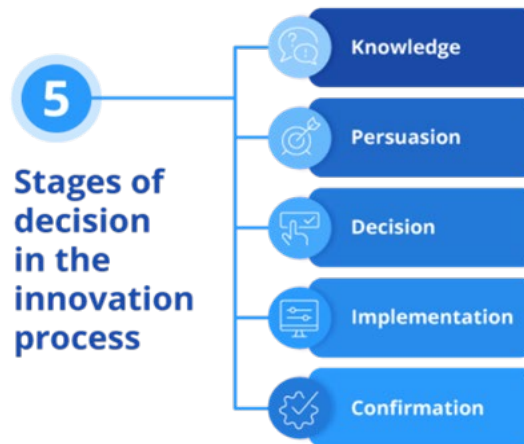 5
Stages of
decision
in the
innovation
process
Knowledge
Persuasion
Decision
Implementation
Confirmation